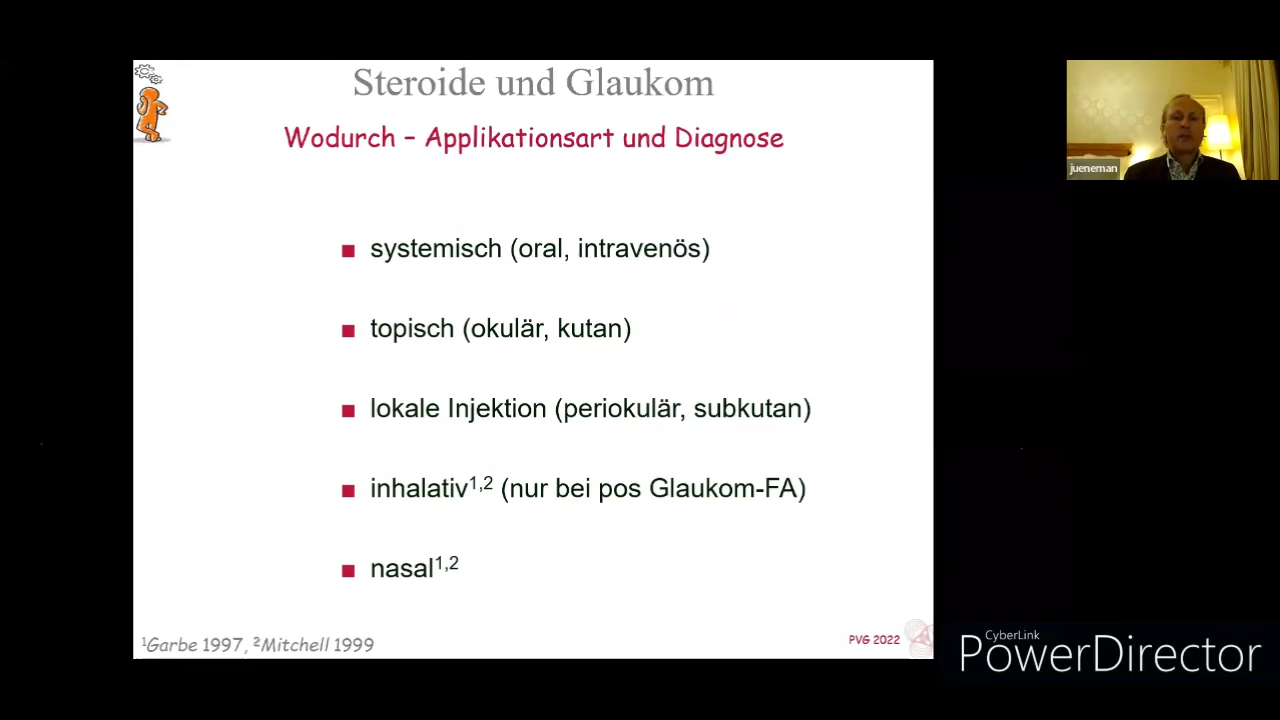 Steroide und Glaukom
Wodurch – Applikationsart und Diagnose
■ systemisch (oral, intravenös)
■ topisch (okulär, kutan)
■ lokale Injektion (periokulär, subkutan)
■ inhalativ¹,² (nur bei pos Glaukom-FA)
■ nasal¹,²
¹Garbe 1997, ²Mitchell 1999
PVG 2022
jueneman
CyberLink
PowerDirector